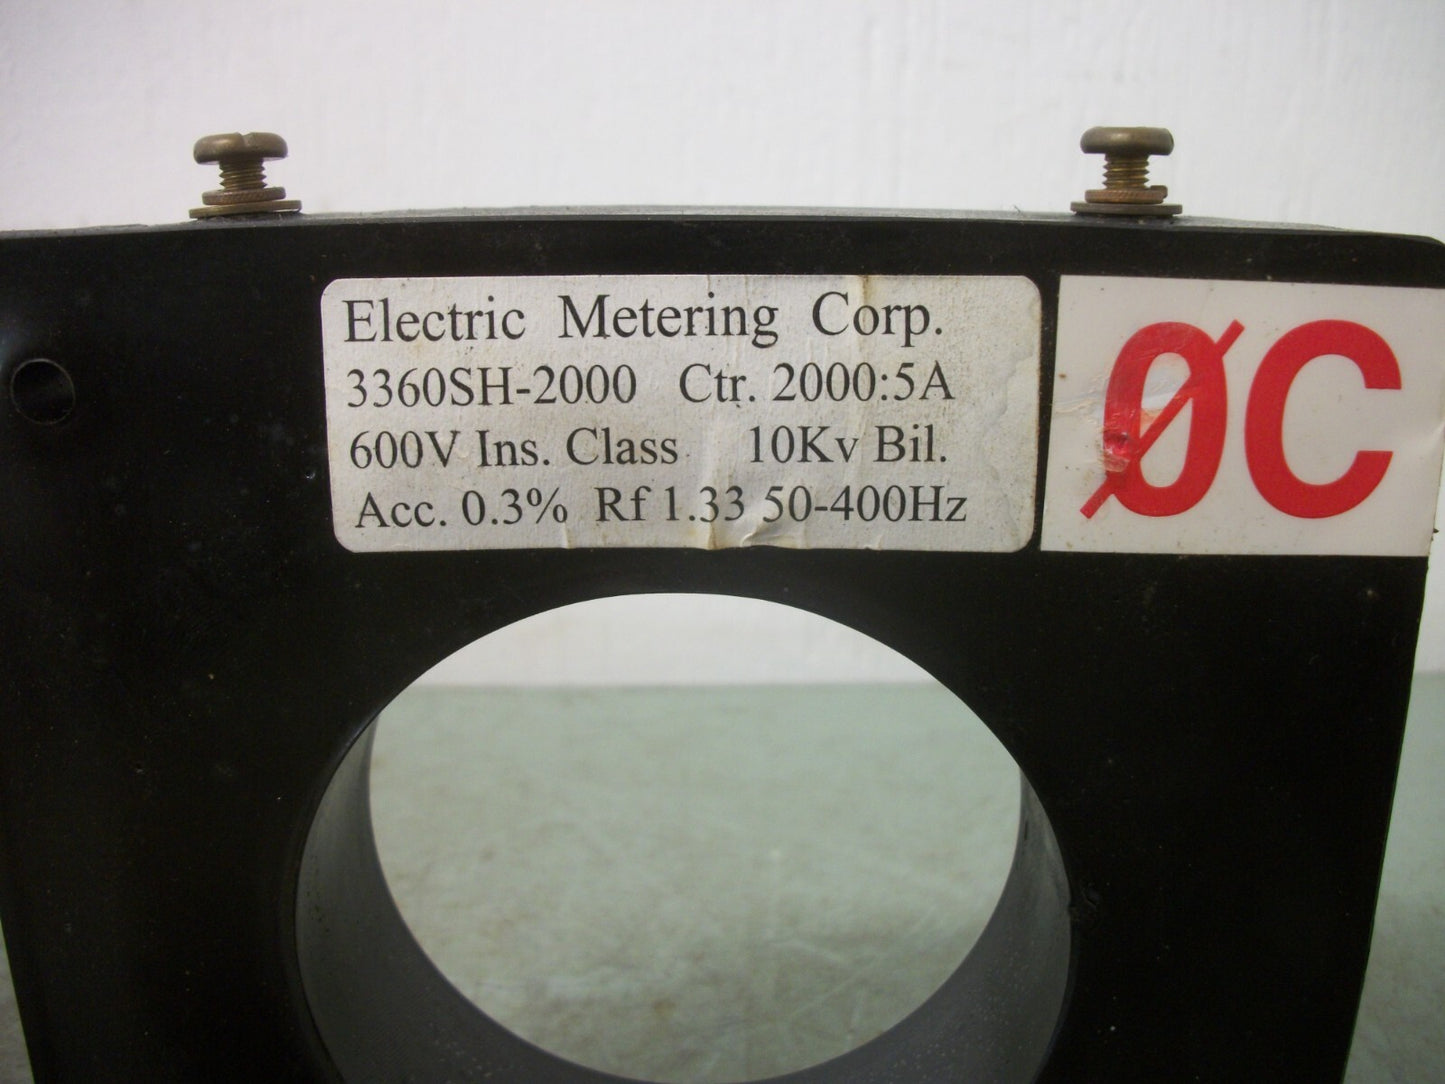 Electric Metering Corp.
3360SH-2000 Ctr. 2000:5A
600V Ins. Class 10Kv Bil.
Acc. 0.3% Rf 1.33 50-400Hz
ØC